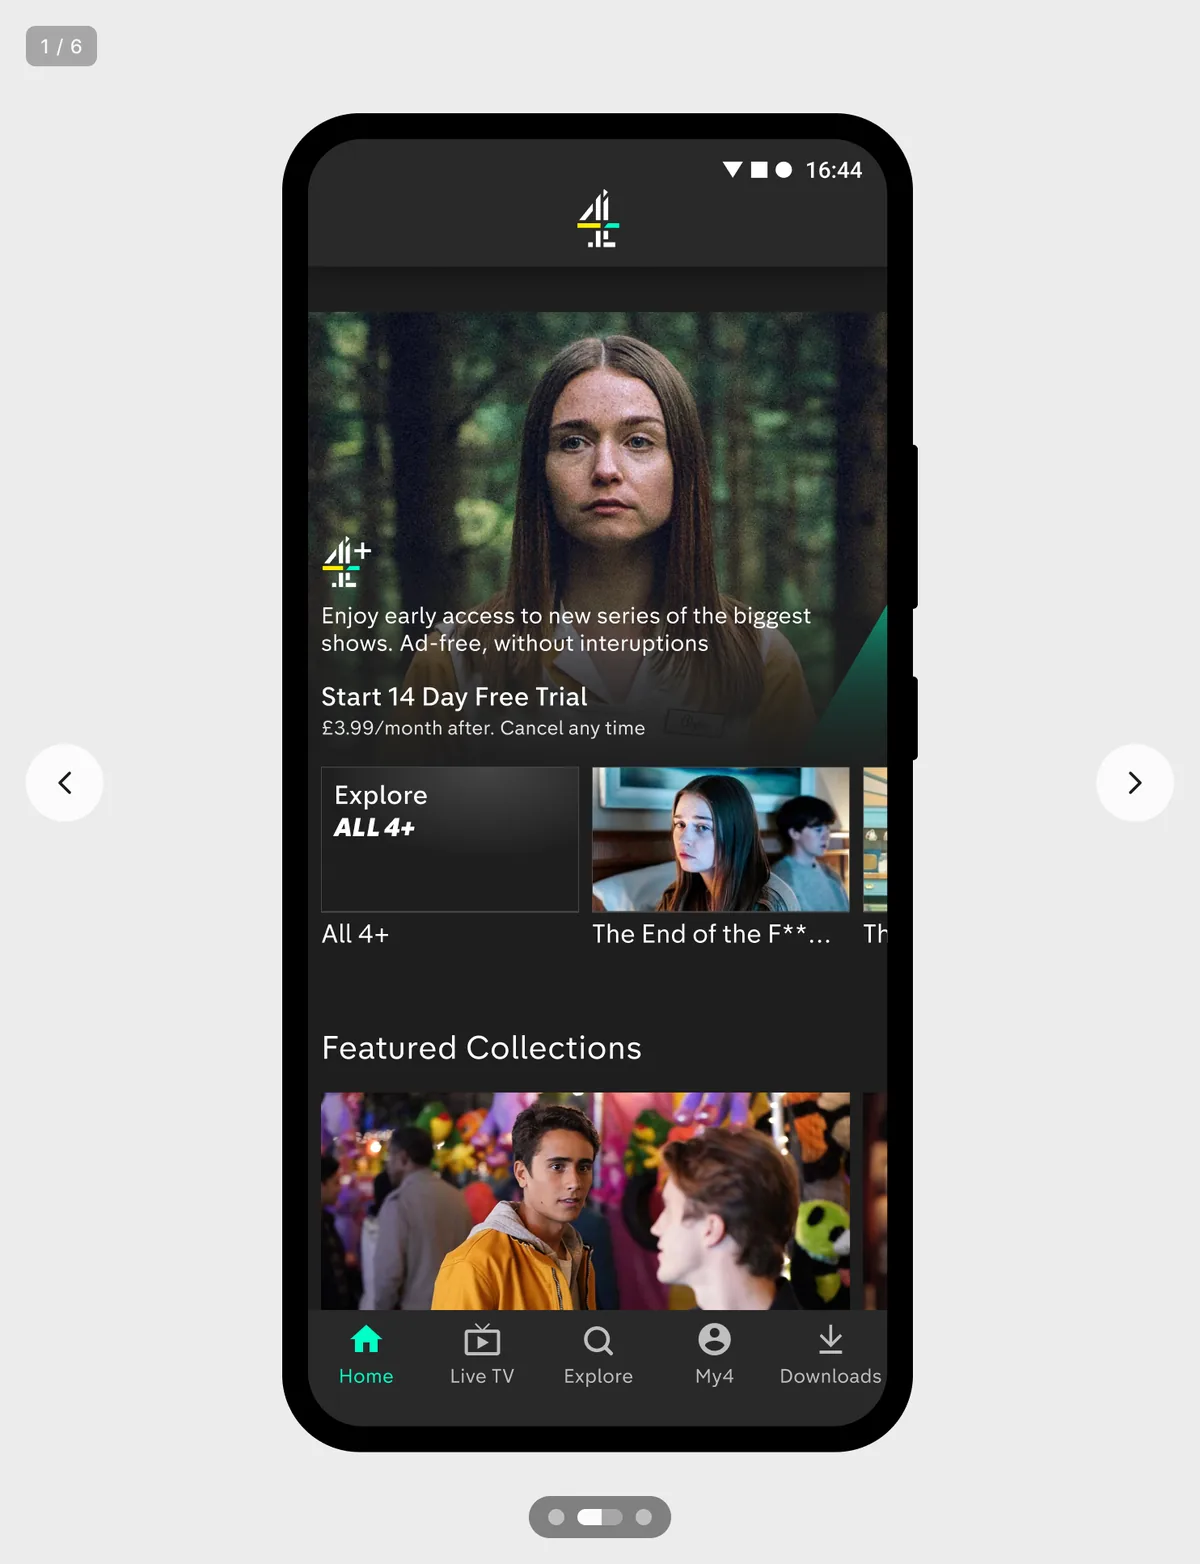 1 / 6
16:44
Enjoy early access to new series of the biggest
shows. Ad-free, without interuptions
Start 14 Day Free Trial
£3.99/month after. Cancel any time
Explore
ALL 4+
All 4+
The End of the F**...
Th
Featured Collections
Home
Live TV
Explore
My4
Downloads